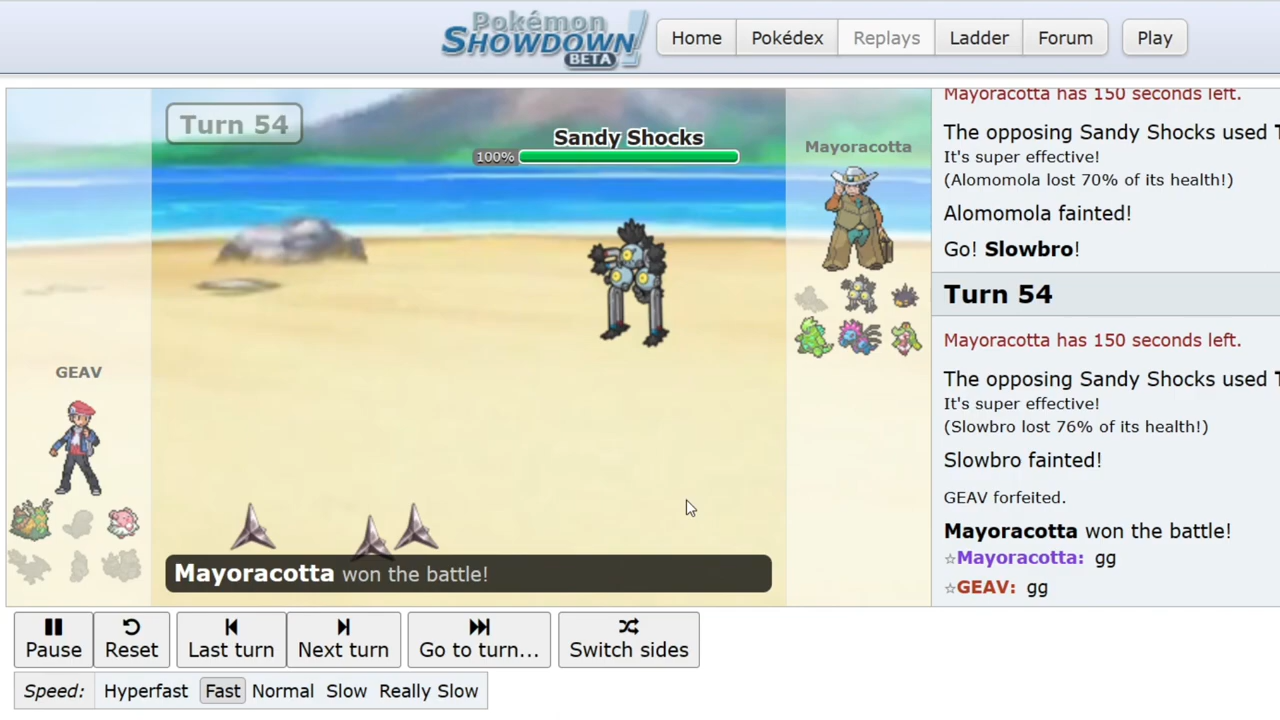 Pokémon
SHOWDOWN!
BETA
Home
Pokédex
Replays
Ladder
Forum
Play
Turn 54
Sandy Shocks
100%
Mayoracotta
GEAV
Mayoracotta won the battle!
Mayoracotta has 150 seconds left.
The opposing Sandy Shocks used
It's super effective!
(Alomomola lost 70% of its health!)
Alomomola fainted!
Go! Slowbro!
Turn 54
Mayoracotta has 150 seconds left.
The opposing Sandy Shocks used
It's super effective!
(Slowbro lost 76% of its health!)
Slowbro fainted!
GEAV forfeited.
Mayoracotta won the battle!
☆Mayoracotta: gg
☆GEAV: gg
Pause
Reset
Last turn
Next turn
Go to turn...
Switch sides
Speed:
Hyperfast
Fast
Normal
Slow
Really Slow